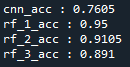 cnn_acc : 0.7605
rf_1_acc : 0.95
rf_2_acc : 0.9105
rf_3_acc : 0.891